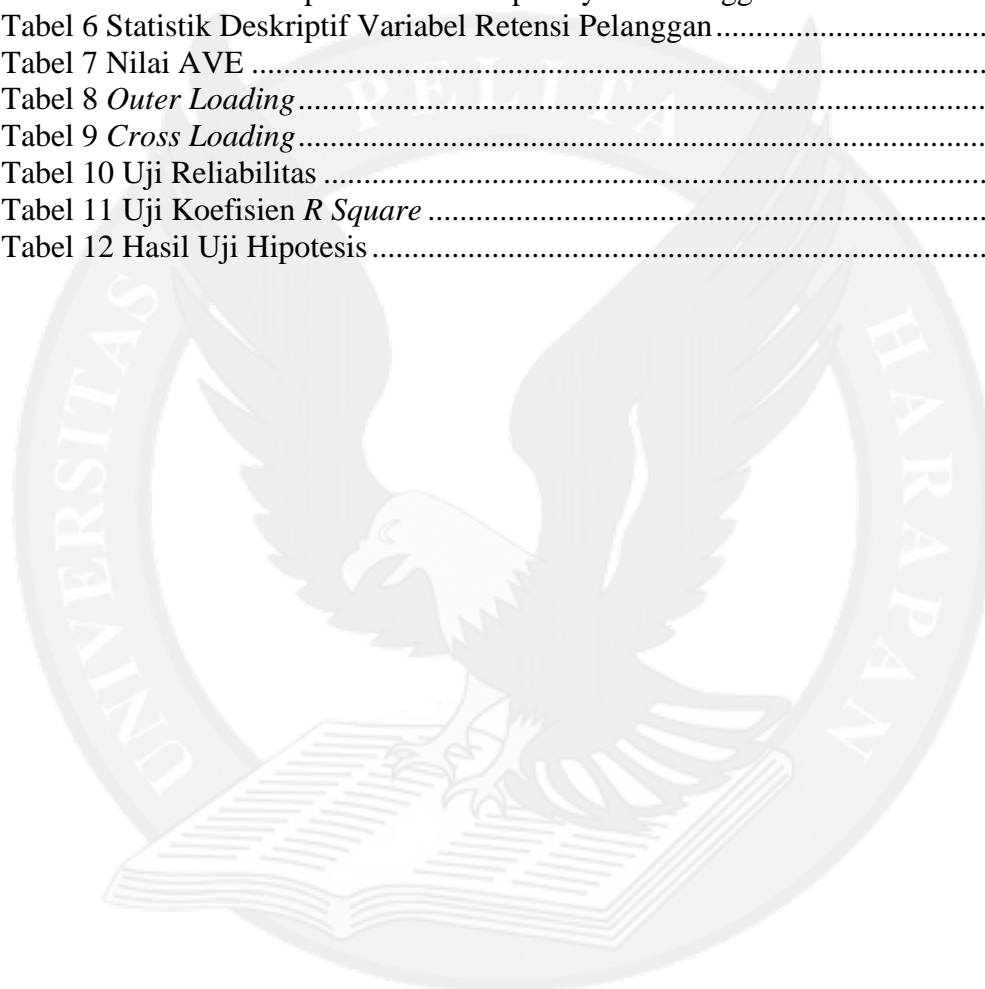 Tabel 6 Statistik Deskriptif Variabel Retensi Pelanggan..................................
Tabel 7 Nilai AVE ............................................................................................
Tabel 8 Outer Loading......................................................................................
Tabel 9 Cross Loading......................................................................................
Tabel 10 Uji Reliabilitas ...................................................................................
Tabel 11 Uji Koefisien R Square ......................................................................
Tabel 12 Hasil Uji Hipotesis.............................................................................
UNIVERSITAS PELITA HARAPAN